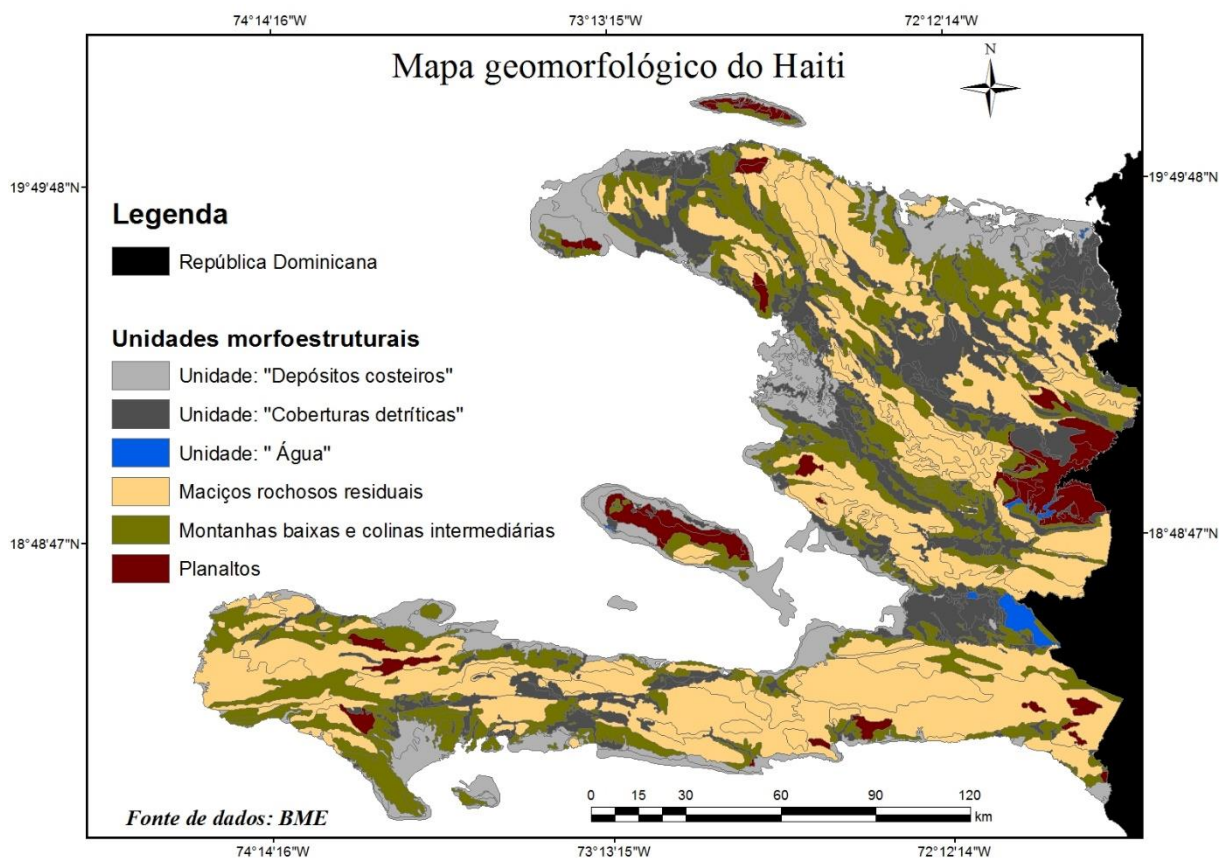 74°14'16"W 73°13'15"W 72°12'14"W
Mapa geomorfológico do Haiti
N
19°49'48"N 19°49'48"N
Legenda
República Dominicana
Unidades morfoestruturais
Unidade: "Depósitos costeiros"
Unidade: "Coberturas detríticas"
Unidade: " Água"
Maciços rochosos residuais
Montanhas baixas e colinas intermediárias
Planaltos
18°48'47"N 18°48'47"N
0 15 30 60 90 120
km
Fonte de dados: BME
74°14'16"W 73°13'15"W 72°12'14"W